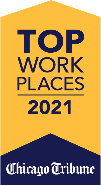 TOP
WORK
PLACES
2021
Chicago Tribune